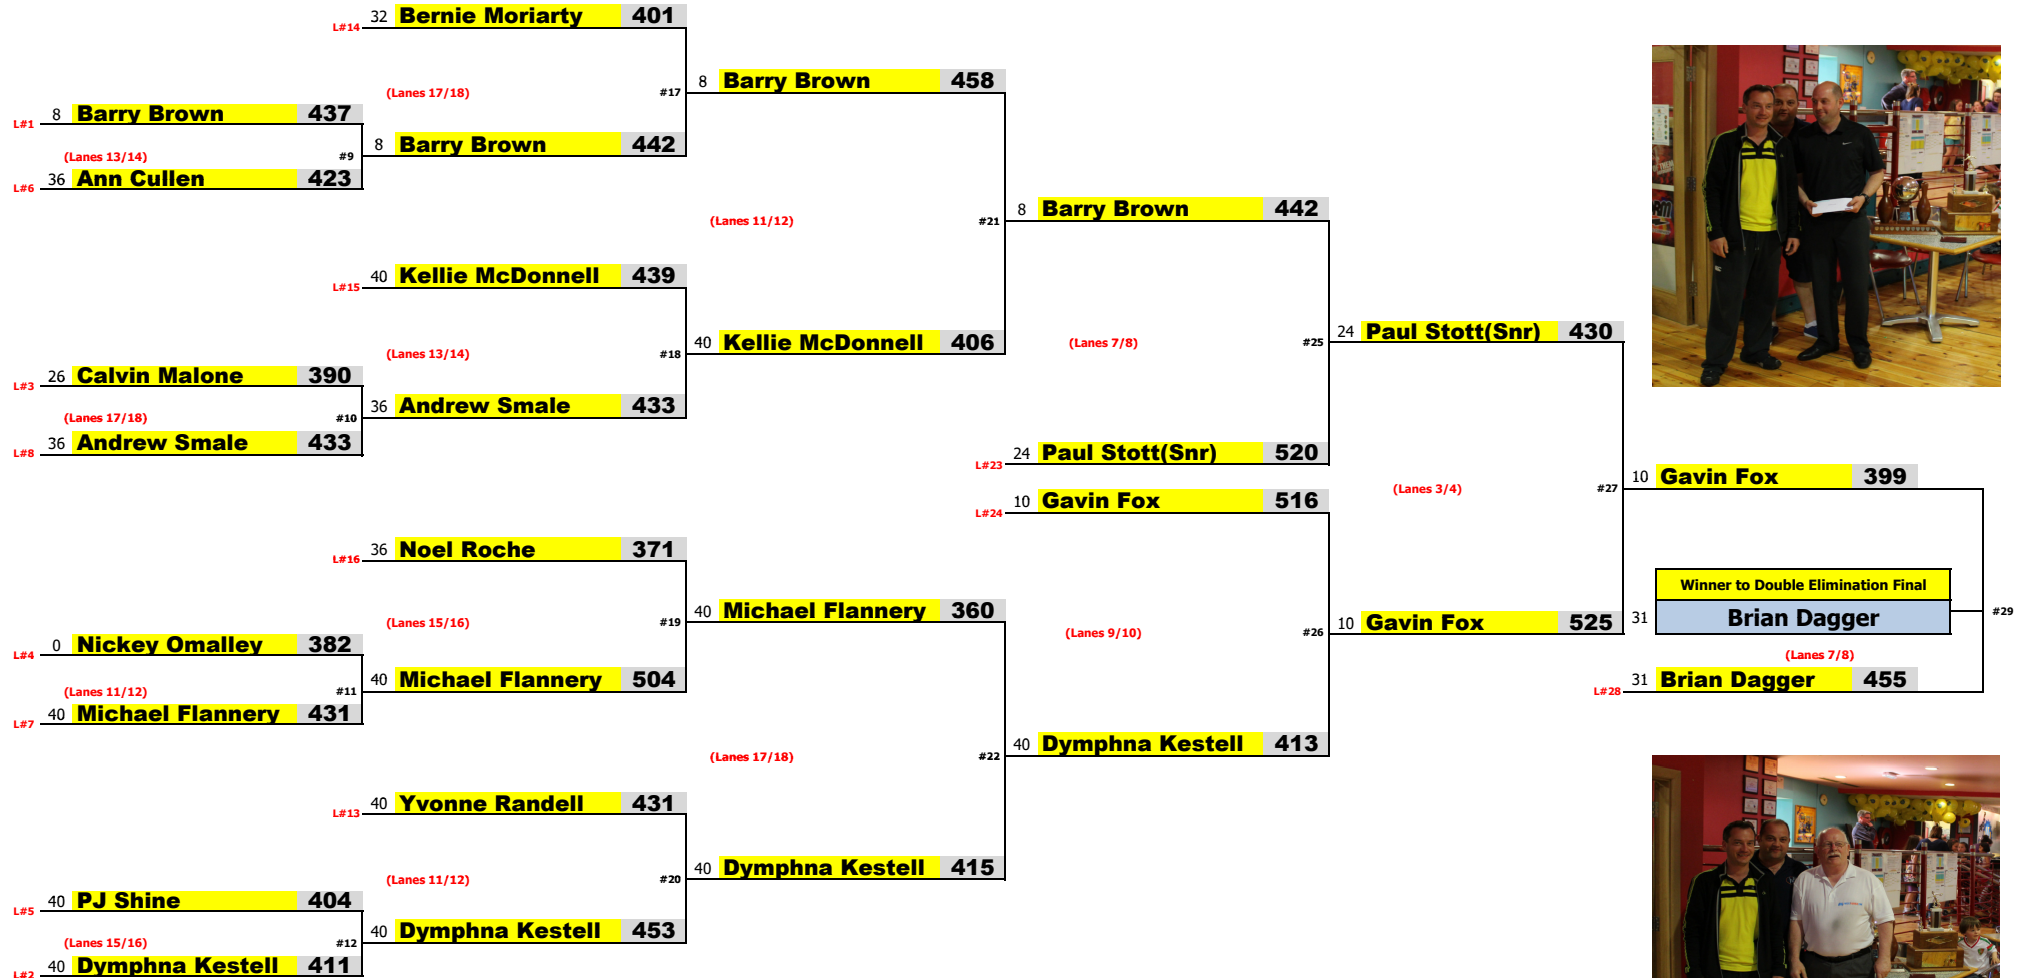 32 Bernie Moriarty 401
L#14
8 Barry Brown 458
(Lanes 17/18) #17
8 Barry Brown 437
L#1
8 Barry Brown 442
(Lanes 13/14) #9
36 Ann Cullen 423
L#6
8 Barry Brown 442
(Lanes 11/12) #21
40 Kellie McDonnell 439
L#15
24 Paul Stott(Snr) 430
40 Kellie McDonnell 406
(Lanes 7/8) #25
(Lanes 13/14) #18
26 Calvin Malone 390
L#3
36 Andrew Smale 433
(Lanes 17/18) #10
36 Andrew Smale 433
L#8
24 Paul Stott(Snr) 520
L#23
10 Gavin Fox 399
(Lanes 3/4) #27
10 Gavin Fox 516
L#24
36 Noel Roche 371
L#16
Winner to Double Elimination Final
31 Brian Dagger
#29
40 Michael Flannery 360
(Lanes 15/16) #19
10 Gavin Fox 525
(Lanes 9/10) #26
0 Nickey Omalley 382
L#4
(Lanes 7/8)
40 Michael Flannery 504
31 Brian Dagger 455
L#28
(Lanes 11/12) #11
40 Michael Flannery 431
L#7
40 Dymphna Kestell 413
(Lanes 17/18) #22
40 Yvonne Randell 431
L#13
40 Dymphna Kestell 415
(Lanes 11/12) #20
40 PJ Shine 404
L#5
40 Dymphna Kestell 453
(Lanes 15/16) #12
40 Dymphna Kestell 411
L#2